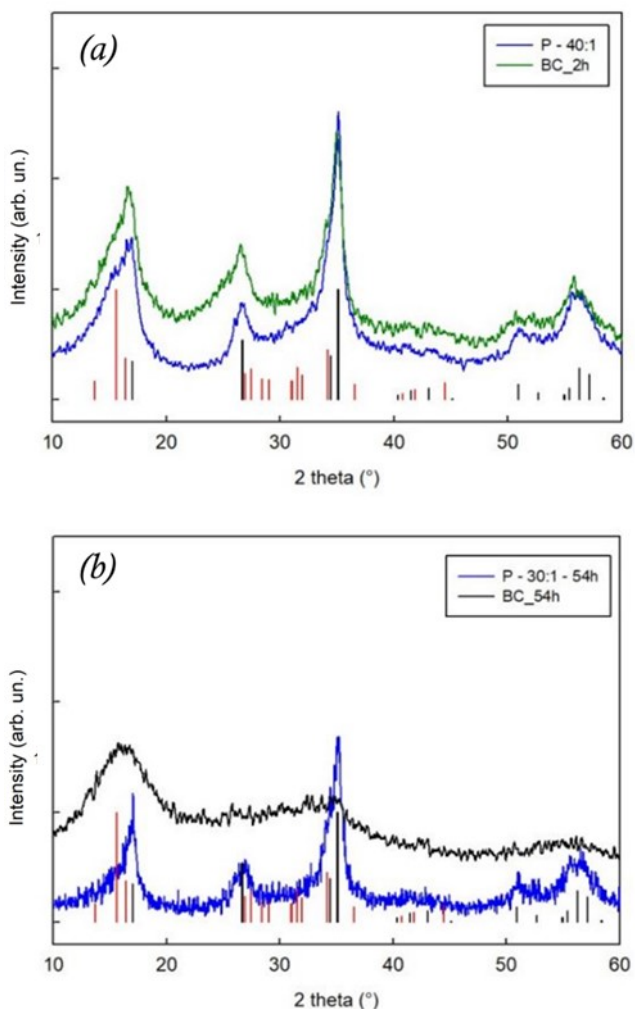 (a)
P - 40:1
BC_2h
Intensity (arb. un.)
10 20 30 40 50 60
2 theta (°)
(b)
P - 30:1 - 54h
BC_54h
Intensity (arb. un.)
10 20 30 40 50 60
2 theta (°)